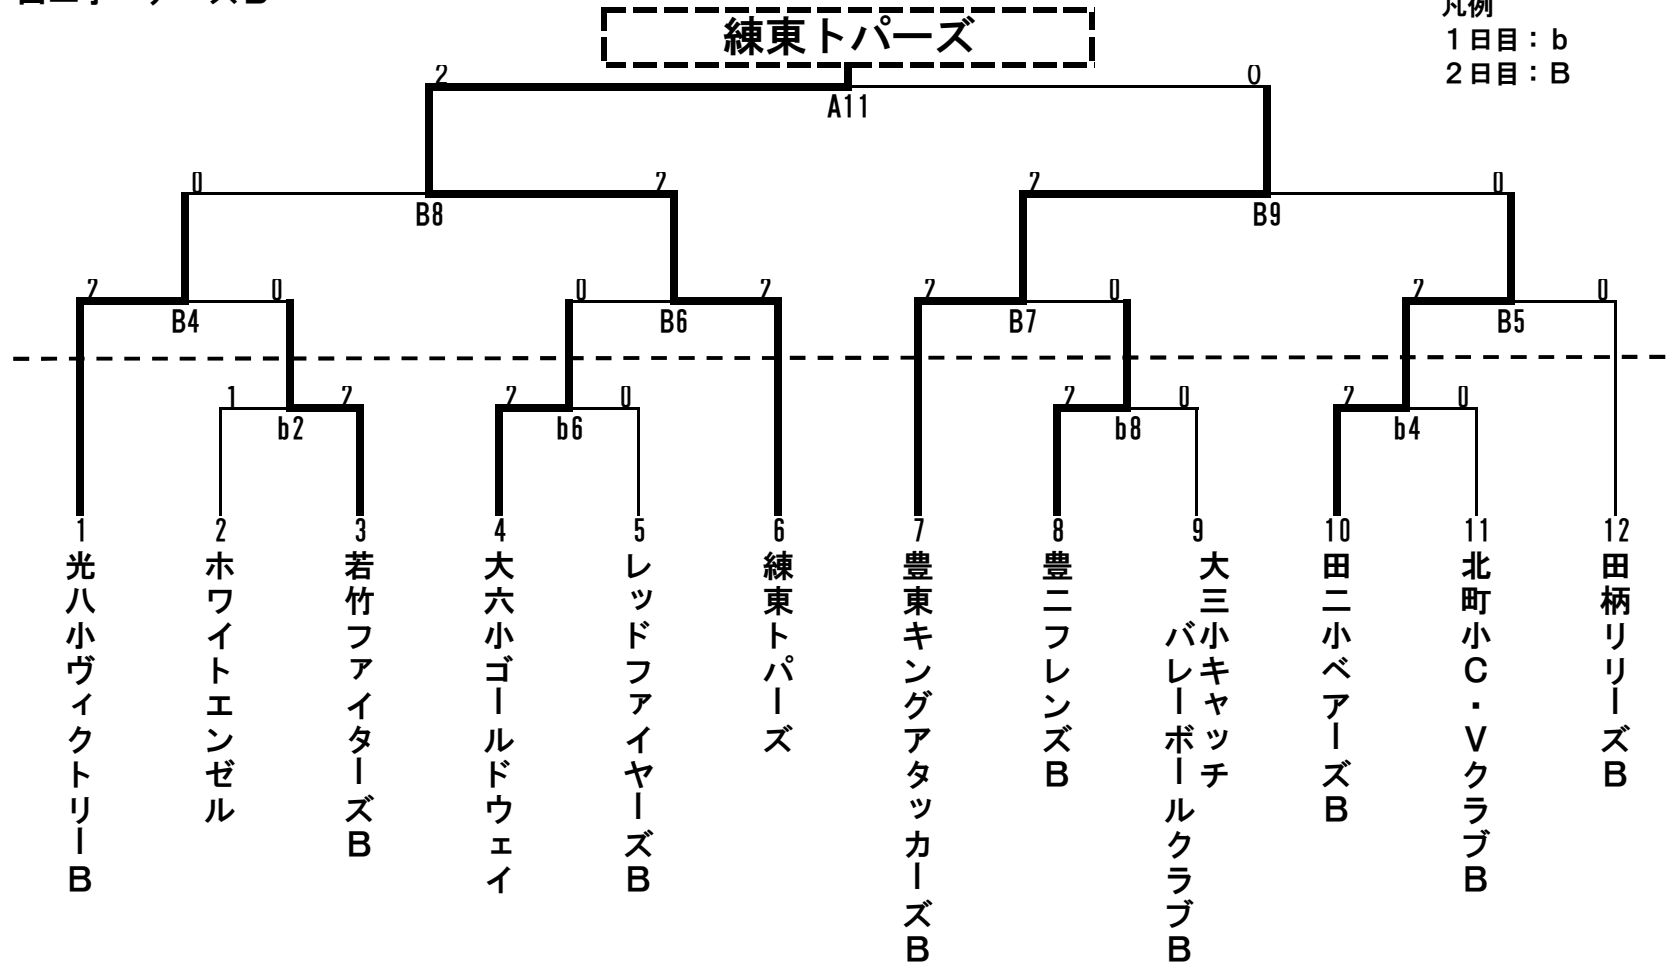 凡例
練東トパーズ
1日目：b
2日目：B
2
0
A11
0
2
2
0
B8
B9
2
0
0
2
2
0
2
0
B4
B6
B7
B5
1
2
2
0
2
0
2
0
b2
b6
b8
b4
1
2
3
4
5
6
7
8
9
10
11
12
光八小ヴィクトリーB
ホワイトエンゼル
若竹ファイターズB
大六小ゴールドウェイ
レッドファイヤーズB
練東トパーズ
豊東キングアタッカーズB
豊二フレンズB
大三小キャッチ
バレーボールクラブB
田二小ベアーズB
北町小C・VクラブB
田柄リリーズB